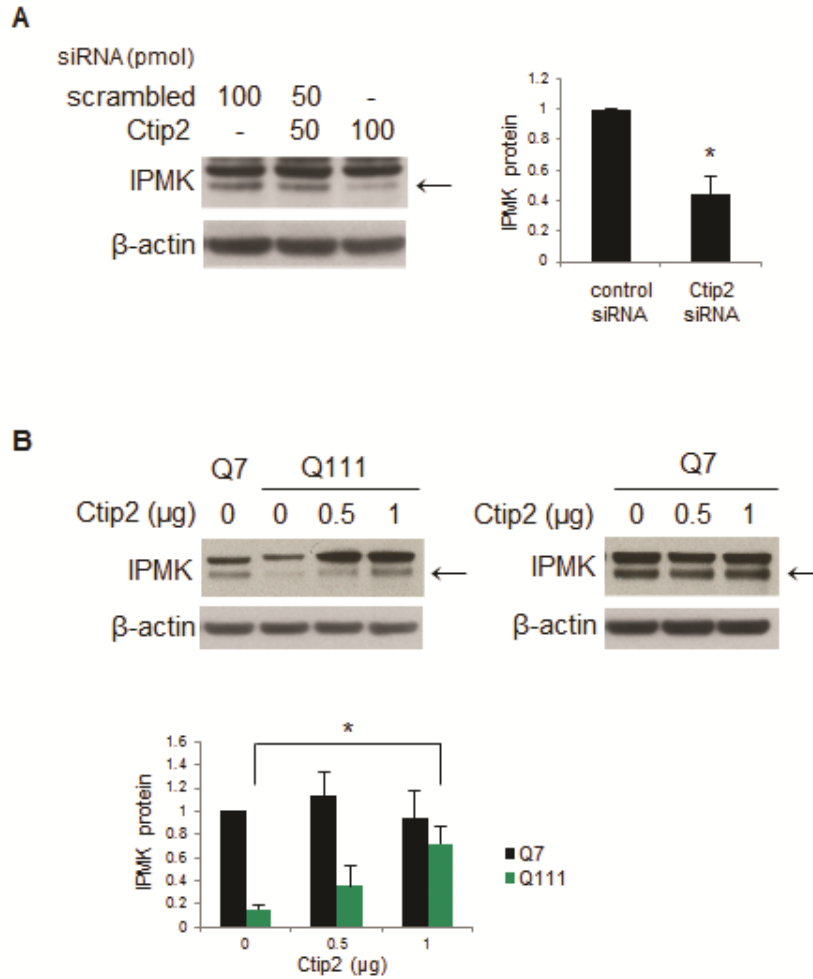 A
siRNA (pmol)
scrambled 100 50 -
Ctip2 - 50 100
IPMK
β-actin
IPMK protein
1.2
1
0.8
0.6
0.4
0.2
0
*
control siRNA
Ctip2 siRNA
B
Q7 Q111
Ctip2 (µg) 0 0 0.5 1
IPMK
β-actin
Q7
Ctip2 (µg) 0 0.5 1
IPMK
β-actin
IPMK protein
1.6
1.4
1.2
1
0.8
0.6
0.4
0.2
0
*
0 0.5 1
Ctip2 (µg)
Q7
Q111